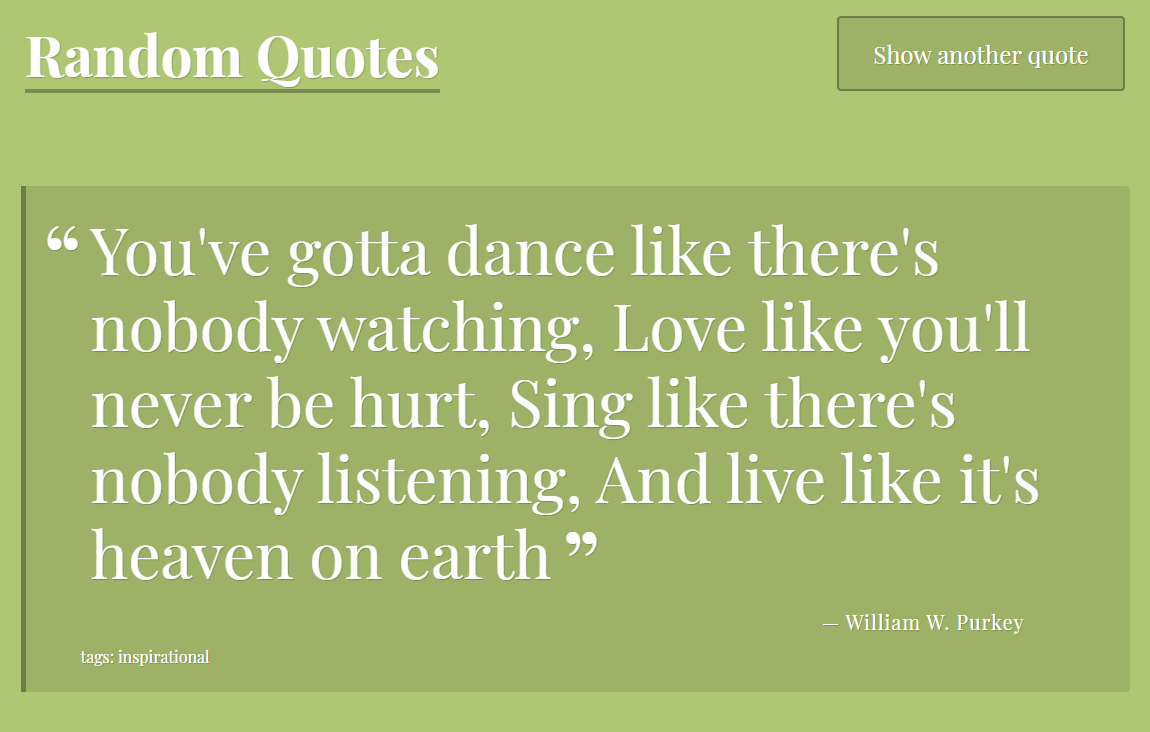 Random Quotes
Show another quote
“ You've gotta dance like there's
nobody watching, Love like you'll
never be hurt, Sing like there's
nobody listening, And live like it's
heaven on earth ”
— William W. Purkey
tags: inspirational